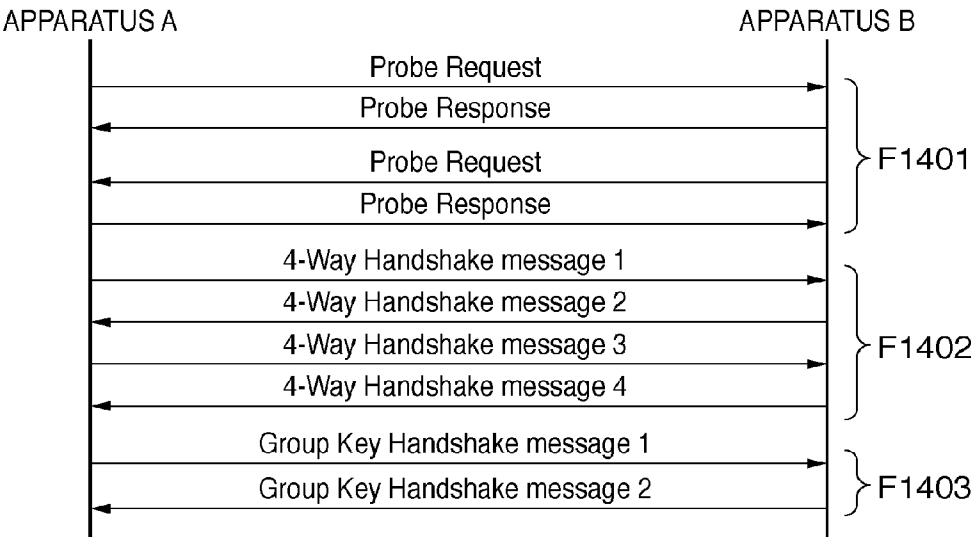 APPARATUS A
APPARATUS B
Probe Request
Probe Response
Probe Request
Probe Response
F1401
4-Way Handshake message 1
4-Way Handshake message 2
4-Way Handshake message 3
4-Way Handshake message 4
F1402
Group Key Handshake message 1
Group Key Handshake message 2
F1403